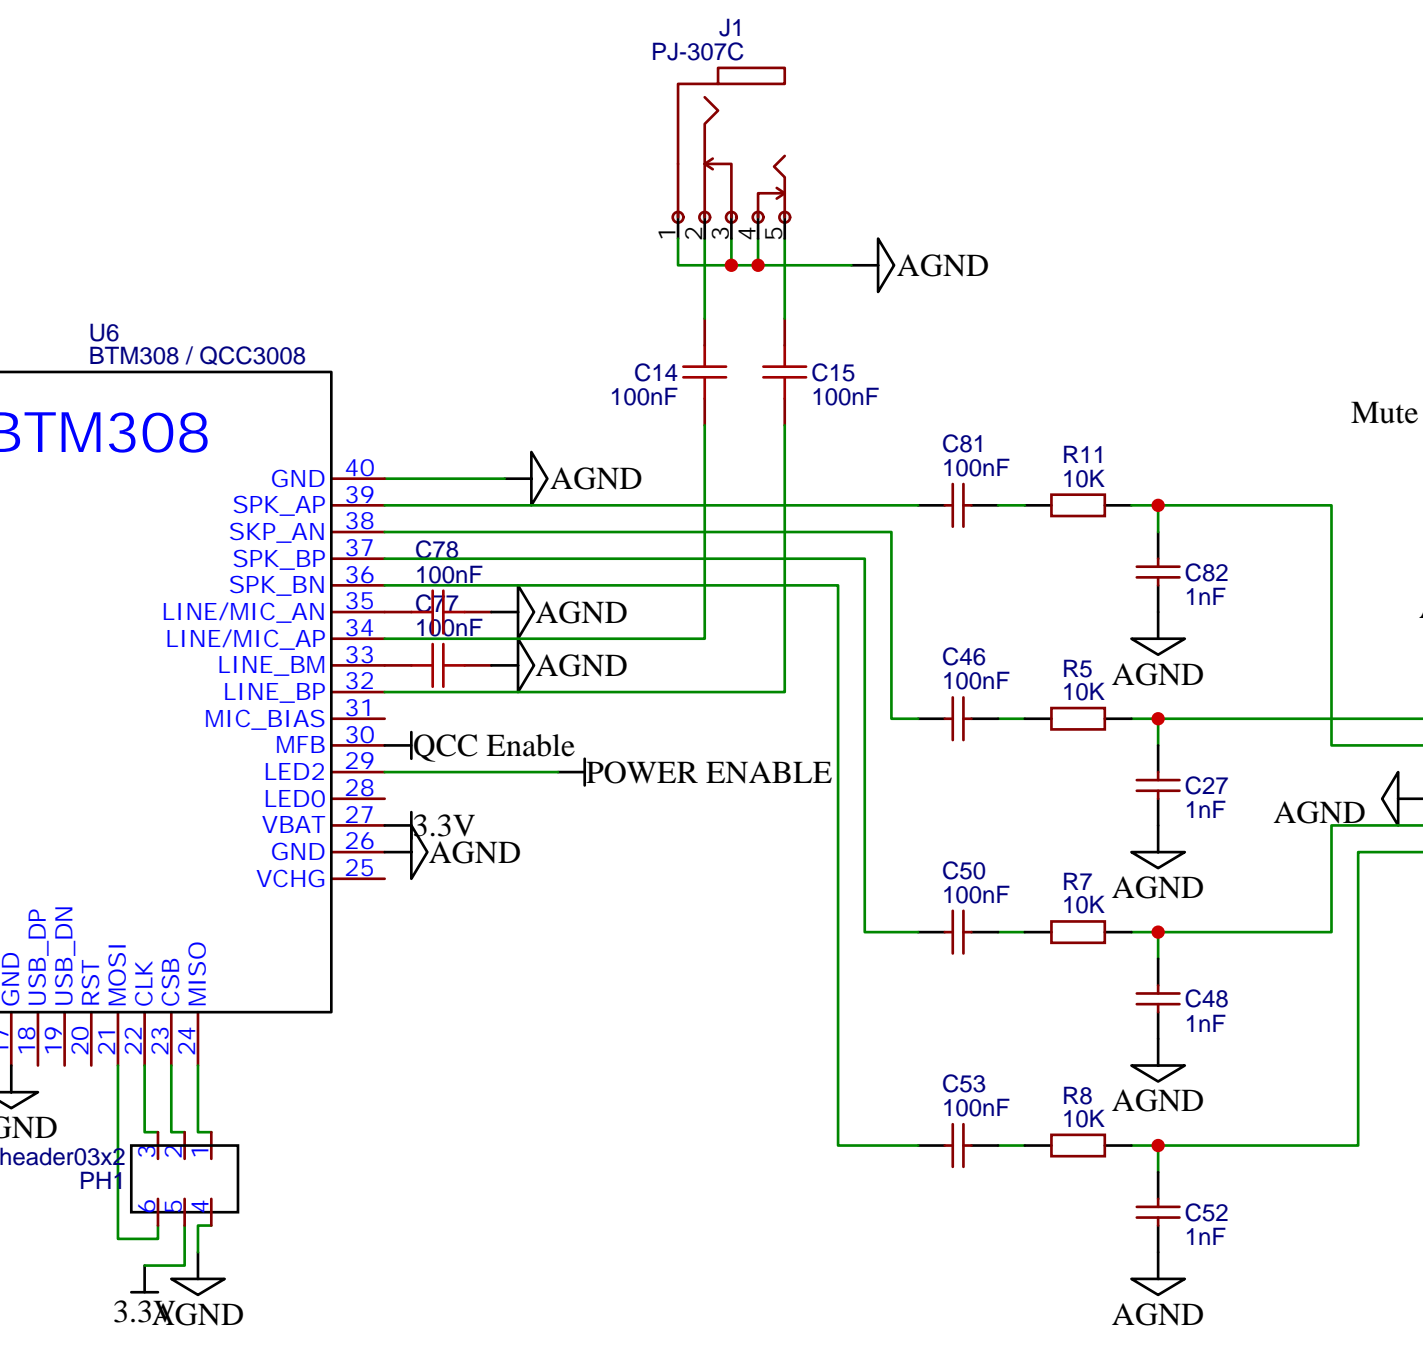 J1
PJ-307C
1
2
3
4
5
AGND
U6
BTM308 / QCC3008
C14
100nF
C15
100nF
BTM308
Mute
GND 40
AGND
SPK_AP 39
SKP_AN 38
SPK_BP 37
SPK_BN 36
LINE/MIC_AN 35
LINE/MIC_AP 34
LINE_BM 33
LINE_BP 32
MIC_BIAS 31
MFB 30
LED2 29
LED0 28
VBAT 27
GND 26
VCHG 25
C78
100nF
C77
100nF
AGND
AGND
QCC Enable
POWER ENABLE
3.3V
AGND
C81
100nF
R11
10K
C82
1nF
AGND
C46
100nF
R5
10K
C27
1nF
AGND
AGND
C50
100nF
R7
10K
C48
1nF
AGND
C53
100nF
R8
10K
C52
1nF
AGND
GND
USB_DP
USB_DN
RST
MOSI
CLK
CSB
MISO
17
18
19
20
21
22
23
24
GND
header03x2
PH1
3
2
1
6
5
4
3.3V
AGND